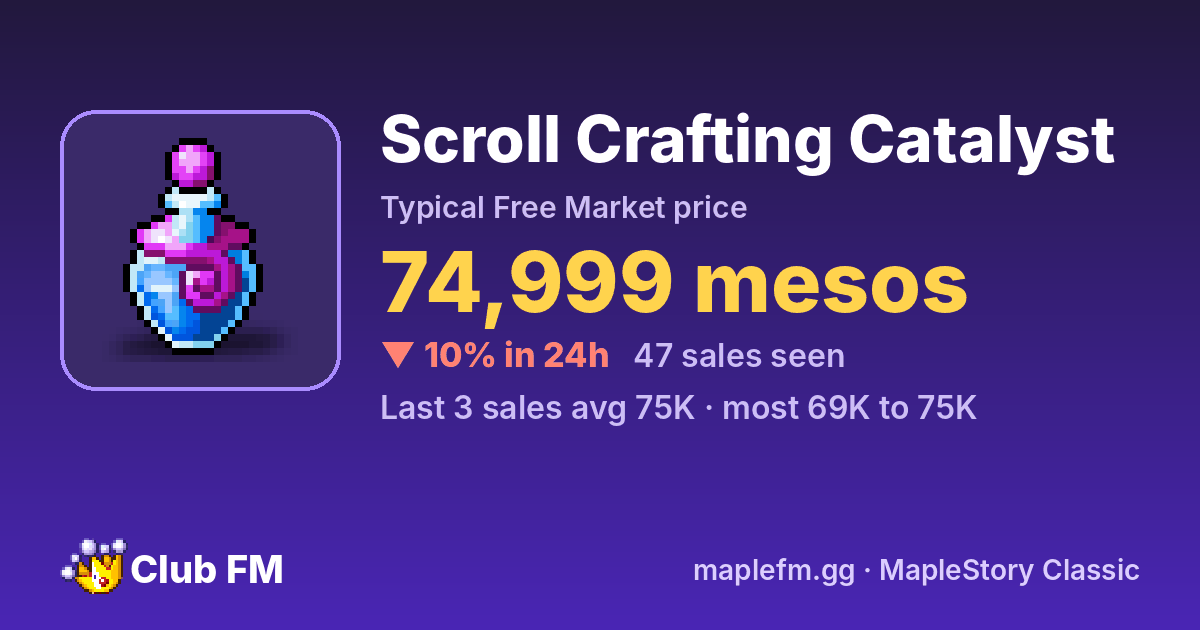 Scroll Crafting Catalyst
Typical Free Market price
74,999 mesos
▼ 10% in 24h 47 sales seen
Last 3 sales avg 75K · most 69K to 75K
Club FM
maplefm.gg · MapleStory Classic